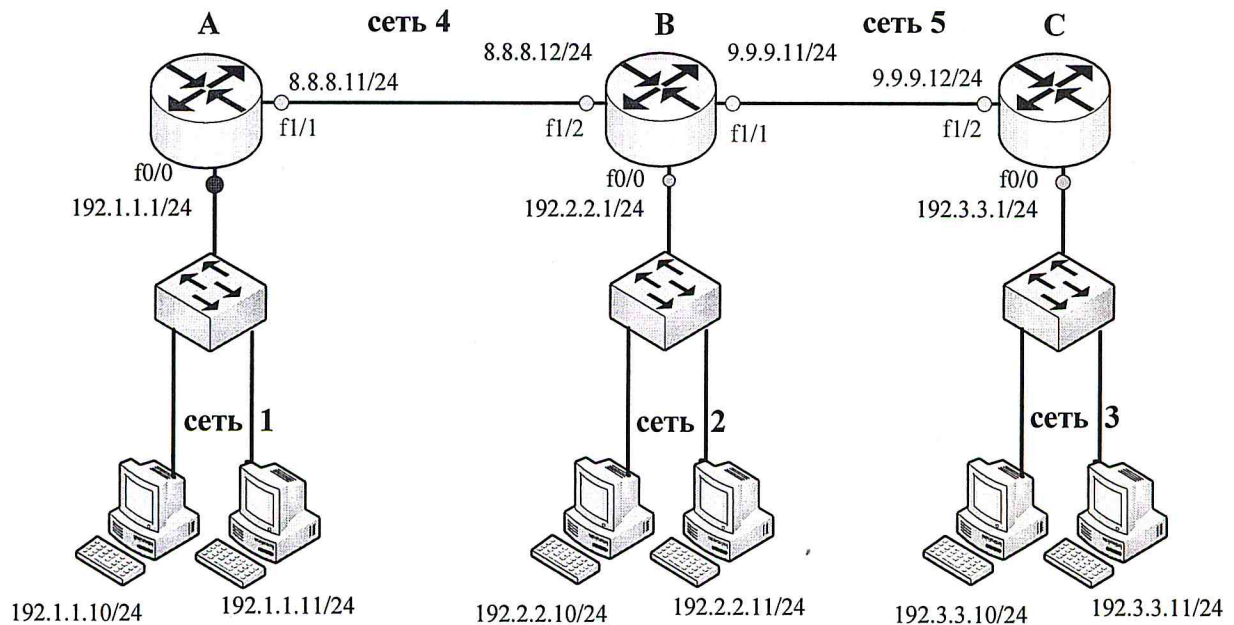 A
сеть 4
B
сеть 5
C
8.8.8.11/24
8.8.8.12/24
9.9.9.11/24
9.9.9.12/24
f1/1
f1/2
f1/1
f1/2
f0/0
f0/0
f0/0
192.1.1.1/24
192.2.2.1/24
192.3.3.1/24
сеть 1
сеть 2
сеть 3
192.1.1.10/24
192.1.1.11/24
192.2.2.10/24
192.2.2.11/24
192.3.3.10/24
192.3.3.11/24